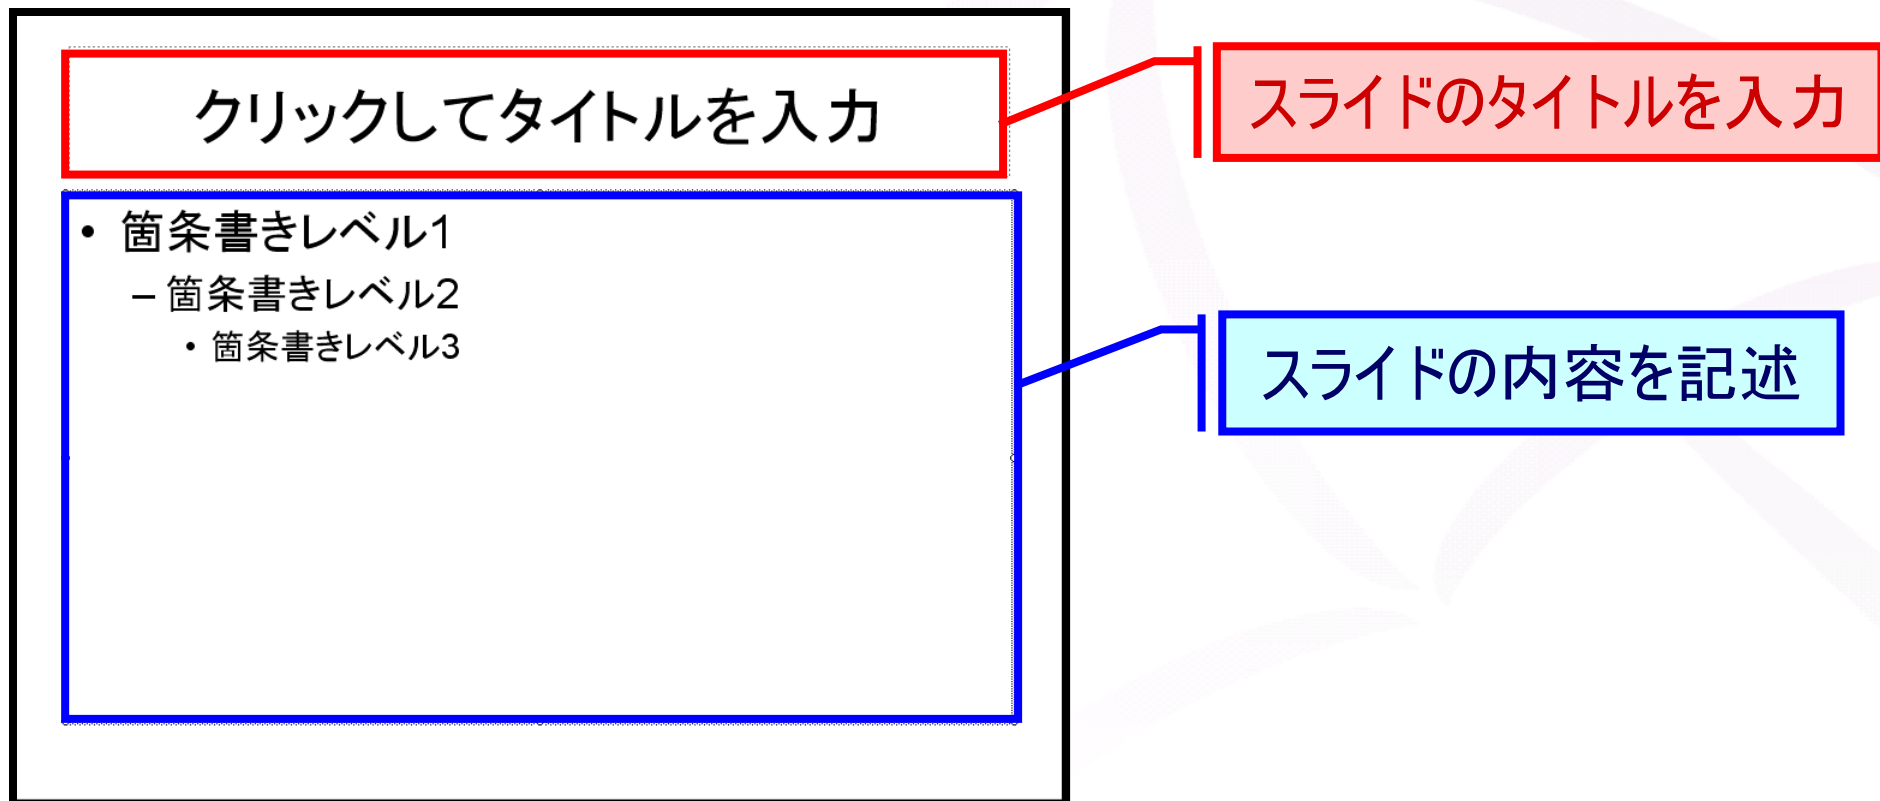 クリックしてタイトルを入力
スライドのタイトルを入力
• 箇条書きレベル1
– 箇条書きレベル2
• 箇条書きレベル3
スライドの内容を記述